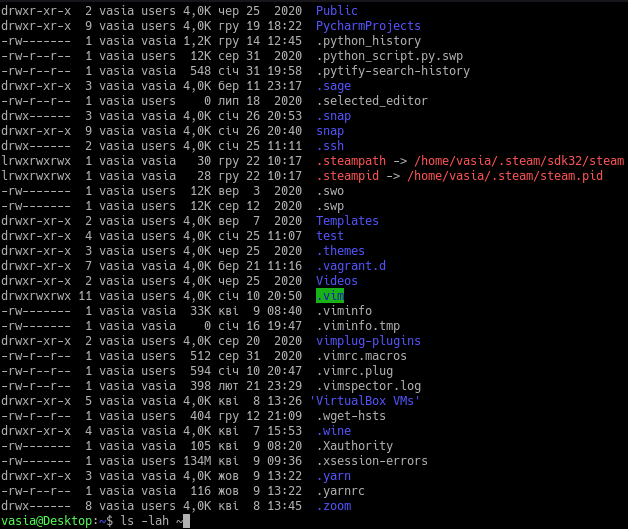 drwxr-xr-x  2 vasia users 4,0K чер 25  2020  Public
drwxr-xr-x  9 vasia users 4,0K гру 19 18:22  PycharmProjects
-rw-------  1 vasia vasia 1,2K гру 14 12:45  .python_history
-rw-r--r--  1 vasia users  12K сер 31  2020  .python_script.py.swp
-rw-r--r--  1 vasia vasia  548 січ 31 19:58  .pytify-search-history
drwxr-xr-x  3 vasia vasia 4,0K бер 11 23:17  .sage
-rw-r-r---  1 vasia users    0 лип 18  2020  .selected_editor
drwx------  3 vasia vasia 4,0K січ 26 20:53  .snap
drwxr-xr-x  9 vasia vasia 4,0K січ 26 20:40  snap
drwx------  2 vasia users 4,0K січ 25 11:11  .ssh
lrwxrwxrwx  1 vasia vasia   30 гру 22 10:17  .steampath -> /home/vasia/.steam/sdk32/steam
lrwxrwxrwx  1 vasia vasia   28 гру 22 10:17  .steampid -> /home/vasia/.steam/steam.pid
-rw-------  1 vasia users  12K вер  3  2020  .swo
-rw-------  1 vasia users  12K сер 12  2020  .swp
drwxr-xr-x  2 vasia users 4,0K вер  7  2020  Templates
drwxr-xr-x  4 vasia users 4,0K січ 25 11:07  test
drwxr-xr-x  3 vasia users 4,0K чер 25  2020  .themes
drwxr-xr-x  7 vasia users 4,0K бер 21 11:16  .vagrant.d
drwxr-xr-x  2 vasia users 4,0K чер 25  2020  Videos
drwxrwxrwx 11 vasia users 4,0K січ 10 20:50  .vim
-rw-------  1 vasia vasia  33K кві  9 08:40  .viminfo
-rw-------  1 vasia vasia    0 січ 16 19:47  .viminfo.tmp
drwxr-xr-x  2 vasia users 4,0K сер 20  2020  vimplug-plugins
-rw-r--r--  1 vasia users  512 сер 31  2020  .vimrc.macros
-rw-r--r--  1 vasia vasia  594 січ 10 20:47  .vimrc.plug
-rw-r--r--  1 vasia vasia  398 лют 21 23:29  .vimspector.log
drwxr-xr-x  5 vasia vasia 4,0K кві  8 13:26 'VirtualBox VMs'
-rw-r--r--  1 vasia users  404 гру 12 21:09  .wget-hsts
drwxr-xr-x  4 vasia vasia 4,0K кві  7 15:53  .wine
-rw-------  1 vasia vasia  105 кві  9 08:20  .Xauthority
-rw-------  1 vasia users 134M кві  9 09:36  .xsession-errors
drwxr-xr-x  3 vasia vasia 4,0K жов  9 13:22  .yarn
-rw-r--r--  1 vasia vasia  116 жов  9 13:22  .yarnrc
drwx------  8 vasia users 4,0K кві  8 13:45  .zoom
vasia@Desktop:~$ ls -lah ~